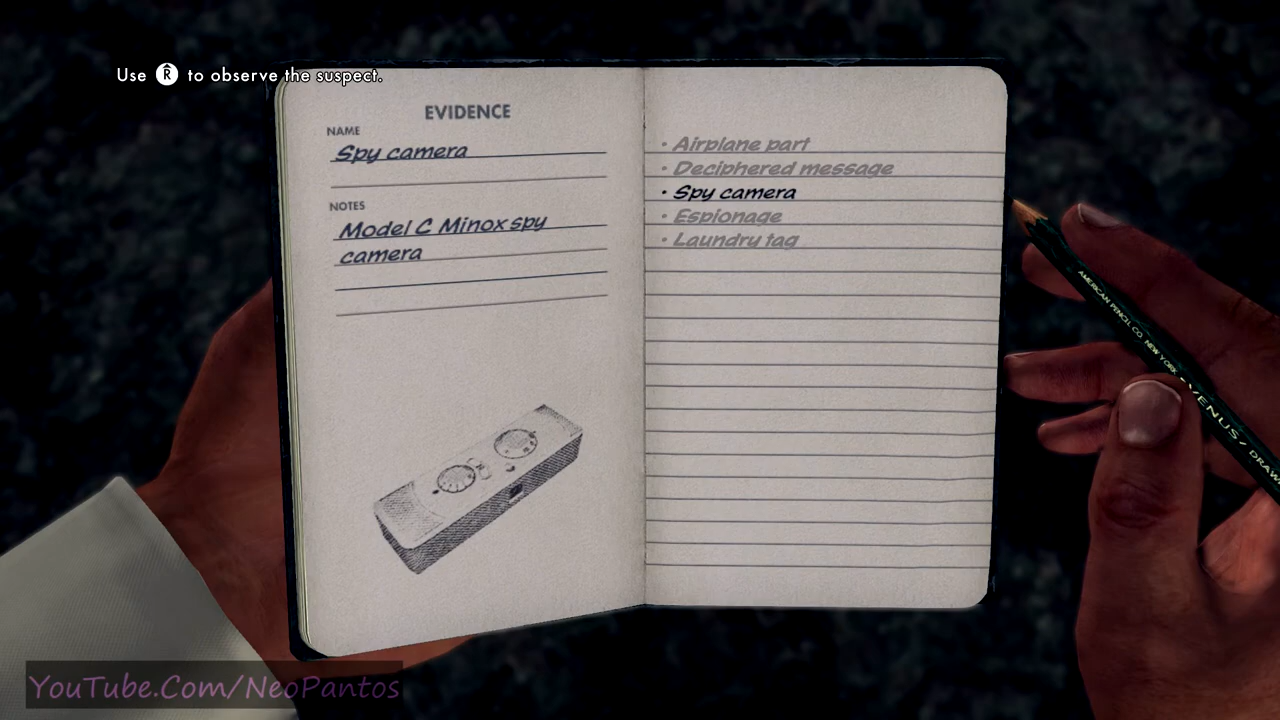 Use R to observe the suspect.
EVIDENCE
NAME
Spy camera
NOTES
Model C Minox spy
camera
• Airplane part
• Deciphered message
• Spy camera
• Espionage
• Laundry tag
AMERICAN PENCIL CO. NEW YORK VENUS / DRAW
YouTube.Com/NeoPantos